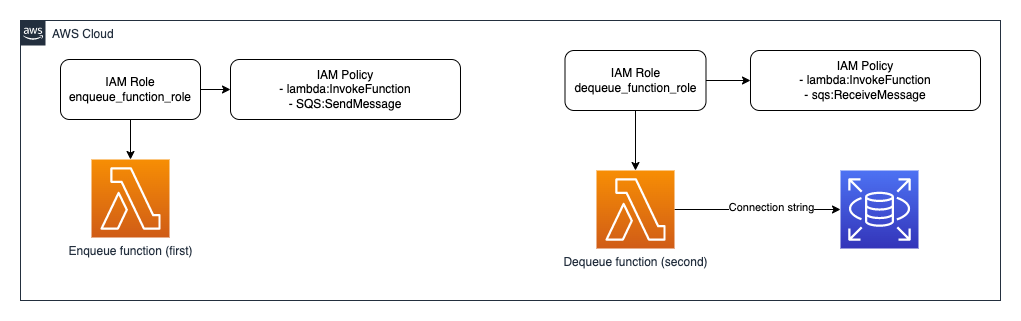 aws
AWS Cloud
IAM Role
enqueue_function_role
IAM Policy
- lambda:InvokeFunction
- SQS:SendMessage
Enqueue function (first)
IAM Role
dequeue_function_role
IAM Policy
- lambda:InvokeFunction
- sqs:ReceiveMessage
Connection string
Dequeue function (second)